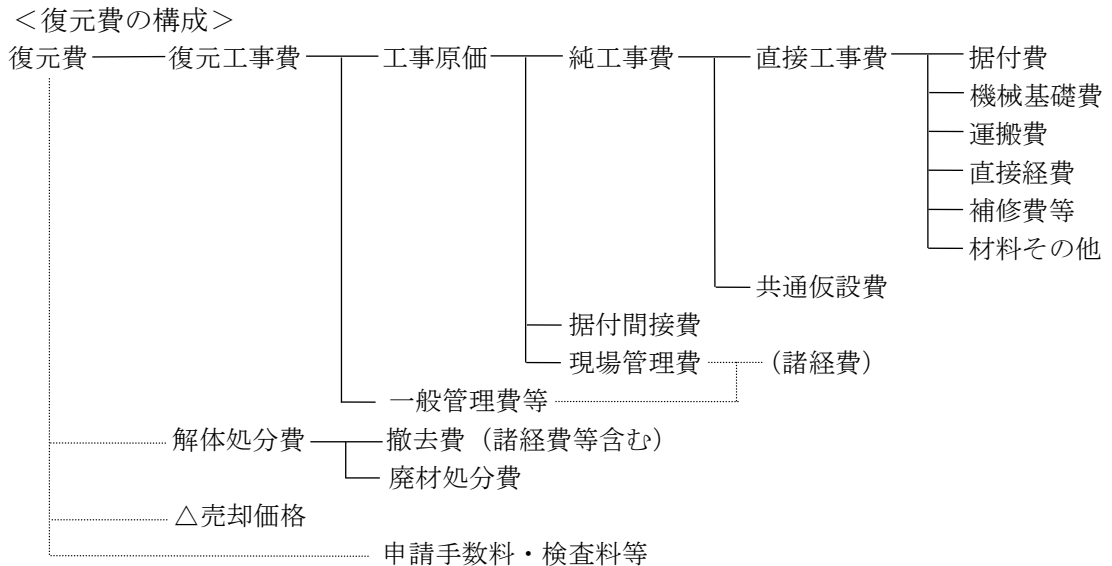 ＜復元費の構成＞
復元費 復元工事費 工事原価 純工事費 直接工事費 据付費
機械基礎費
運搬費
直接経費
補修費等
材料その他
共通仮設費
据付間接費
現場管理費 （諸経費）
一般管理費等
解体処分費 撤去費（諸経費等含む）
廃材処分費
△売却価格
申請手数料・検査料等